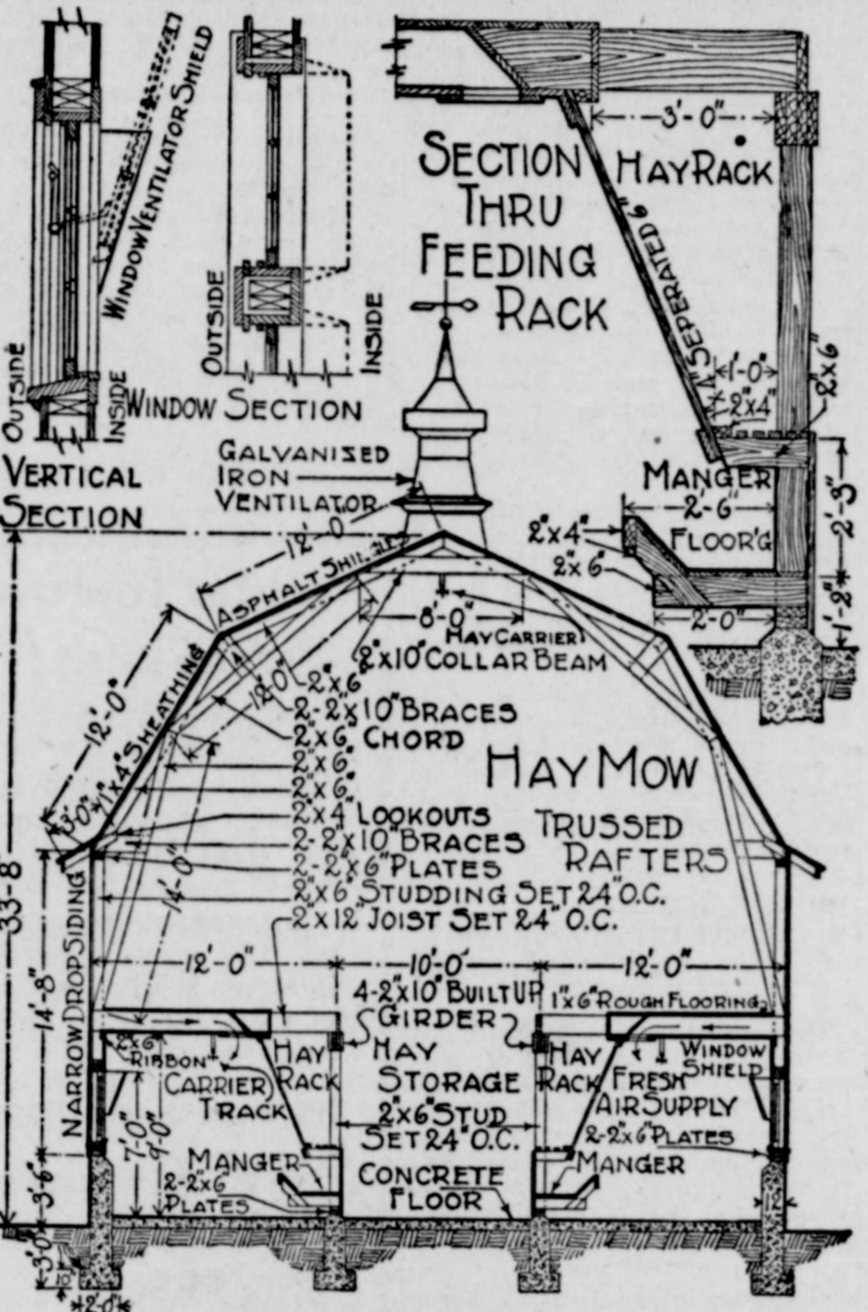 WINDOW VENTILATOR SHIELD
OUTSIDE
INSIDE
VERTICAL
SECTION
OUTSIDE
INSIDE
WINDOW SECTION
SECTION
THRU
FEEDING
RACK
3'-0"
HAY RACK
1"x4" SEPERATED 6"
1'-0"
2"x4"
2"x6"
MANGER
2'-6"
FLOOR'G
2"x4"
2"x6"
2'-0"
2'-3"
1'-2"
GALVANISED
IRON
VENTILATOR
12'-0"
ASPHALT SHINGLES
8'-0"
HAY CARRIER
2"x10" COLLAR BEAM
12'-0"
1"x4" SHEATHING
3'-0"
12'-0"
14'-0"
2"x6"
2-2"x10" BRACES
2"x6" CHORD
2"x6"
2"x6"
2"x4" LOOKOUTS
2-2"x10" BRACES
2-2"x6" PLATES
2"x6" STUDDING SET 24" O.C.
2"x12" JOIST SET 24" O.C.
HAY MOW
TRUSSED
RAFTERS
33-8
14'-8"
3'-6"
3'-0"
NARROW DROP SIDING
12'-0" 10'-0 12'-0"
4-2"x10" BUILT UP
GIRDER
1"x6" ROUGH FLOORING
2"x6"
RIBBON
CARRIER
TRACK
HAY
RACK
HAY
STORAGE
2"x6" STUD
SET 24" O.C.
HAY
RACK
FRESH
AIR SUPPLY
WINDOW
SHIELD
2-2"x6" PLATES
7'-0"
9'-0"
MANGER
2-2"x6
PLATES
CONCRETE
FLOOR
MANGER
10"
2'-0"